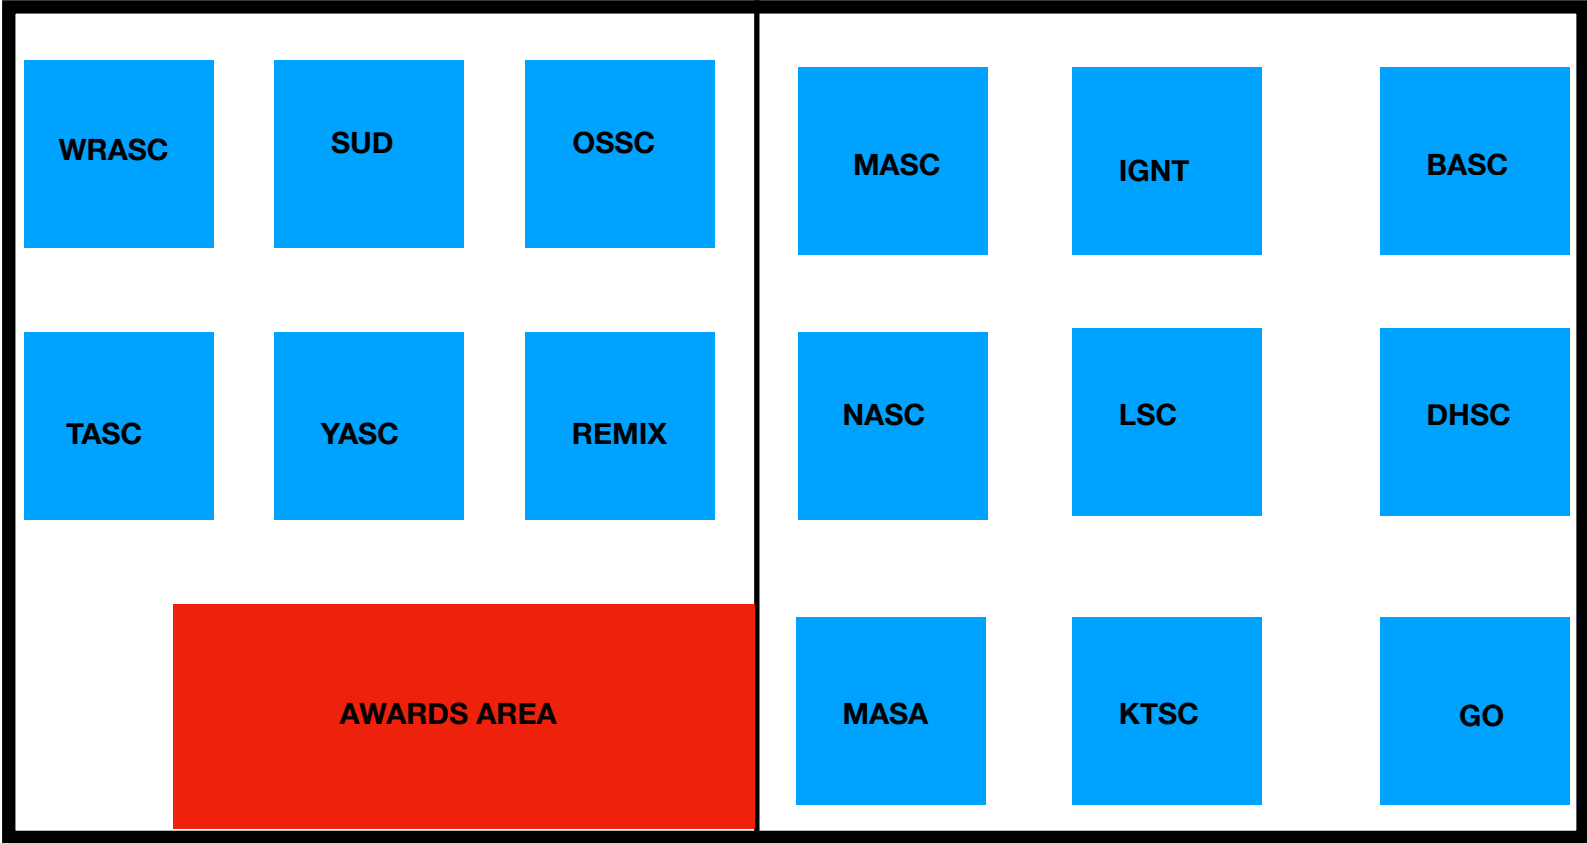 WRASC
SUD
OSSC
MASC
IGNT
BASC
TASC
YASC
REMIX
NASC
LSC
DHSC
AWARDS AREA
MASA
KTSC
GO